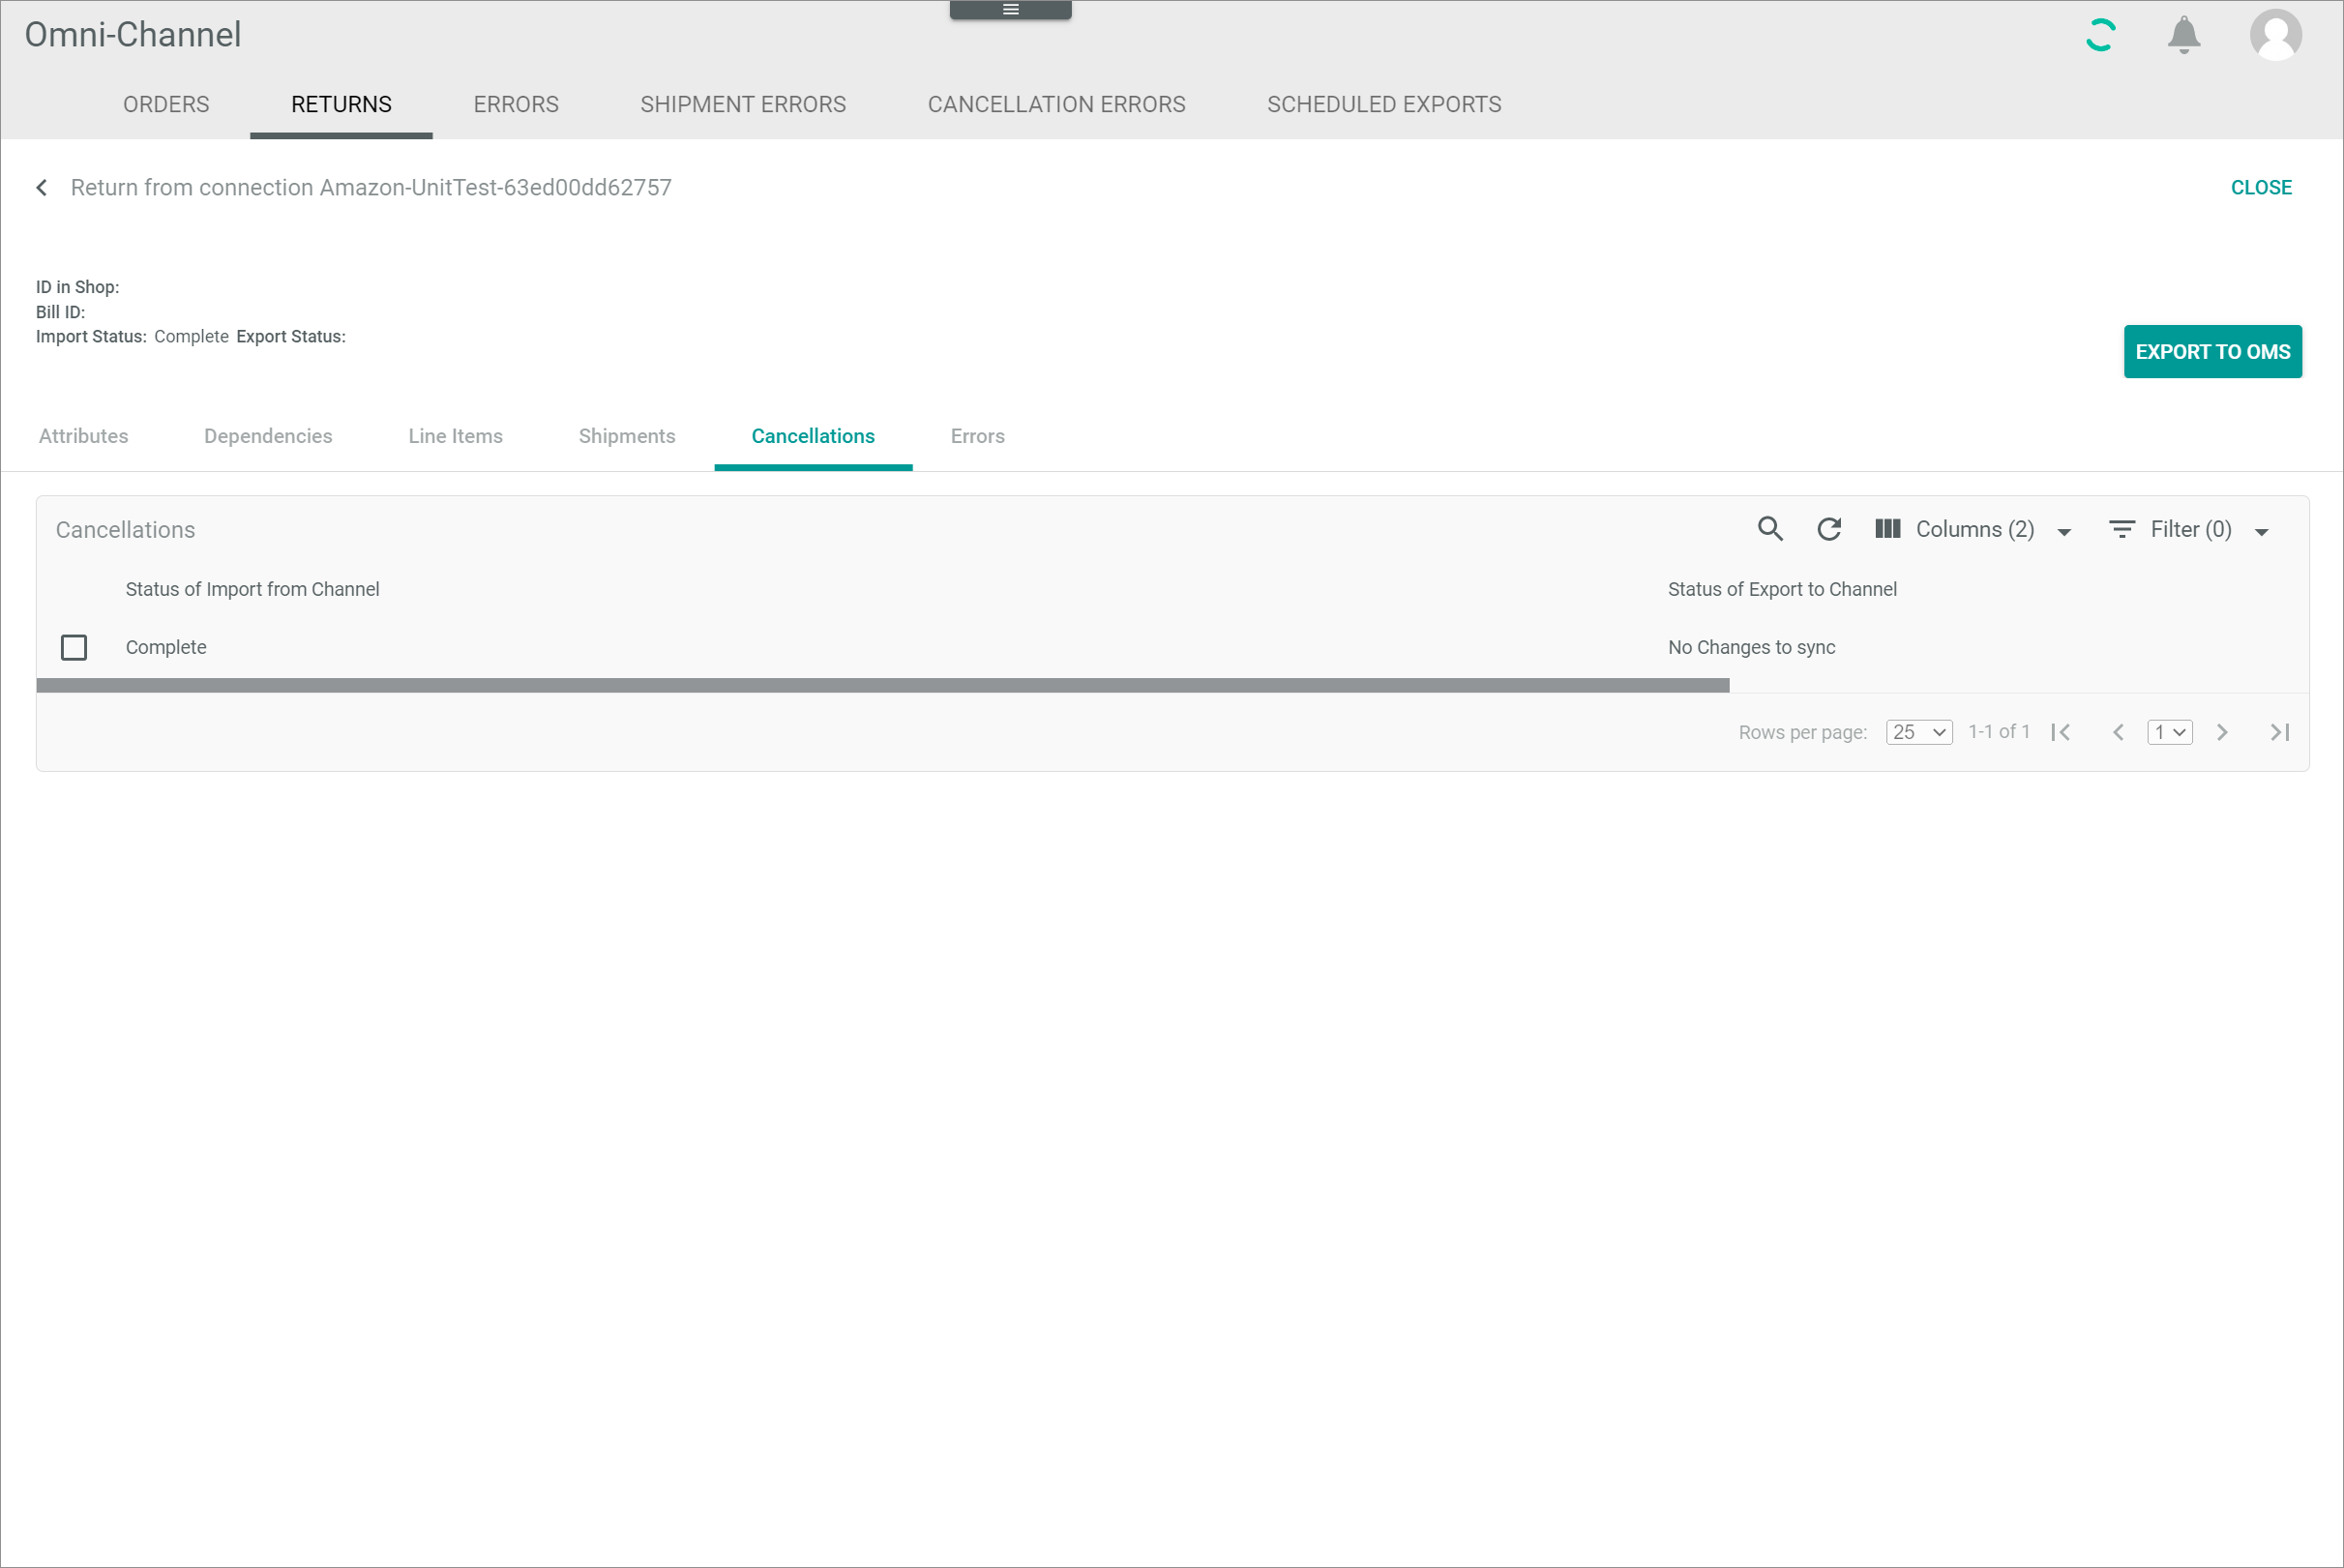 Omni-Channel
ORDERS RETURNS ERRORS SHIPMENT ERRORS CANCELLATION ERRORS SCHEDULED EXPORTS
Return from connection Amazon-UnitTest-63ed00dd62757 CLOSE
ID in Shop:
Bill ID:
Import Status: Complete Export Status:
EXPORT TO OMS
Attributes Dependencies Line Items Shipments Cancellations Errors
Cancellations Columns (2) Filter (0)
Status of Import from Channel Status of Export to Channel
Complete No Changes to sync
Rows per page: 25 1-1 of 1 1